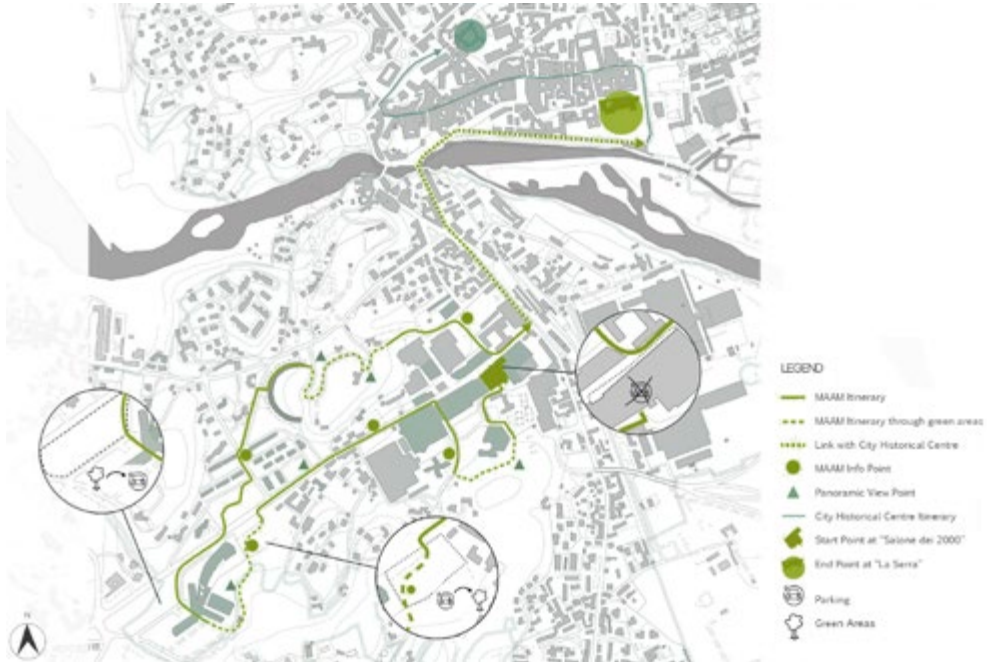 LEGEND
MAAM Itinerary
MAAM Itinerary through green areas
Link with City Historical Centre
MAAM Info Point
Panoramic View Point
City Historical Centre Itinerary
Start Point at "Salone dei 2000"
End Point at "La Serra"
Parking
Green Areas
N